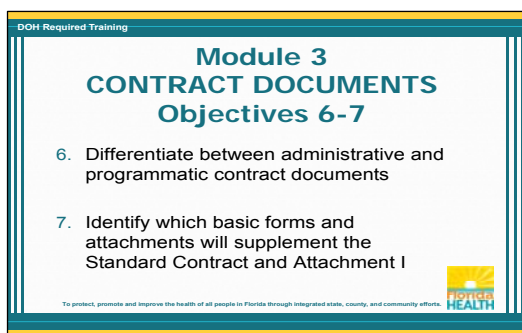 DOH Required Training
Module 3
CONTRACT DOCUMENTS
Objectives 6-7
6. Differentiate between administrative and
programmatic contract documents
7. Identify which basic forms and
attachments will supplement the
Standard Contract and Attachment I
To protect, promote and improve the health of all people in Florida through integrated state, county, and community efforts.
Florida
HEALTH